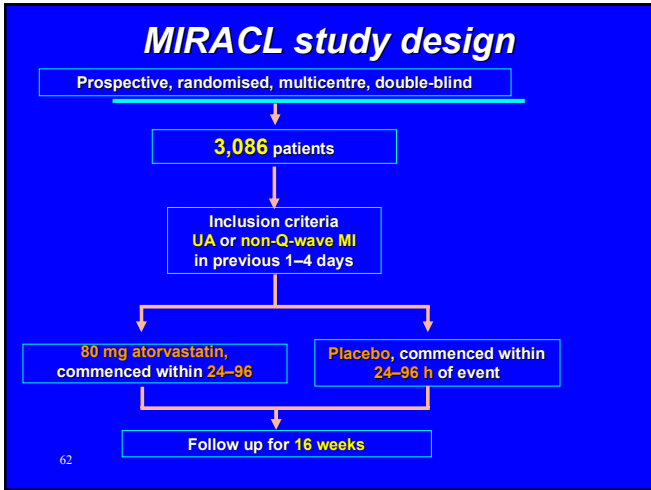 MIRACL study design
Prospective, randomised, multicentre, double-blind
3,086 patients
Inclusion criteria
UA or non-Q-wave MI
in previous 1–4 days
80 mg atorvastatin,
commenced within 24–96
Placebo, commenced within
24–96 h of event
Follow up for 16 weeks
62